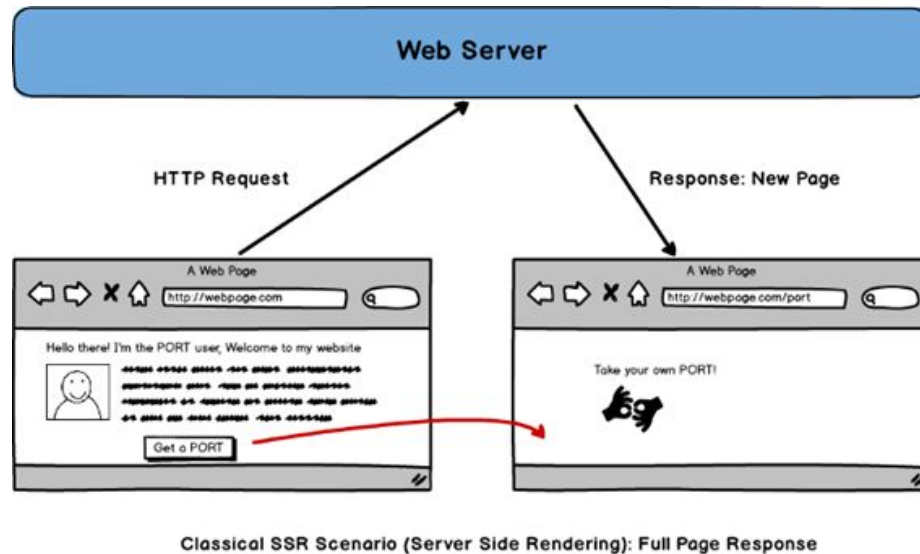 Web Server
HTTP Request
Response: New Page
A Web Page
http://webpage.com
Hello there! I'm the PORT user, Welcome to my website
Get a PORT
A Web Page
http://webpage.com/port
Take your own PORT!
Classical SSR Scenario (Server Side Rendering): Full Page Response